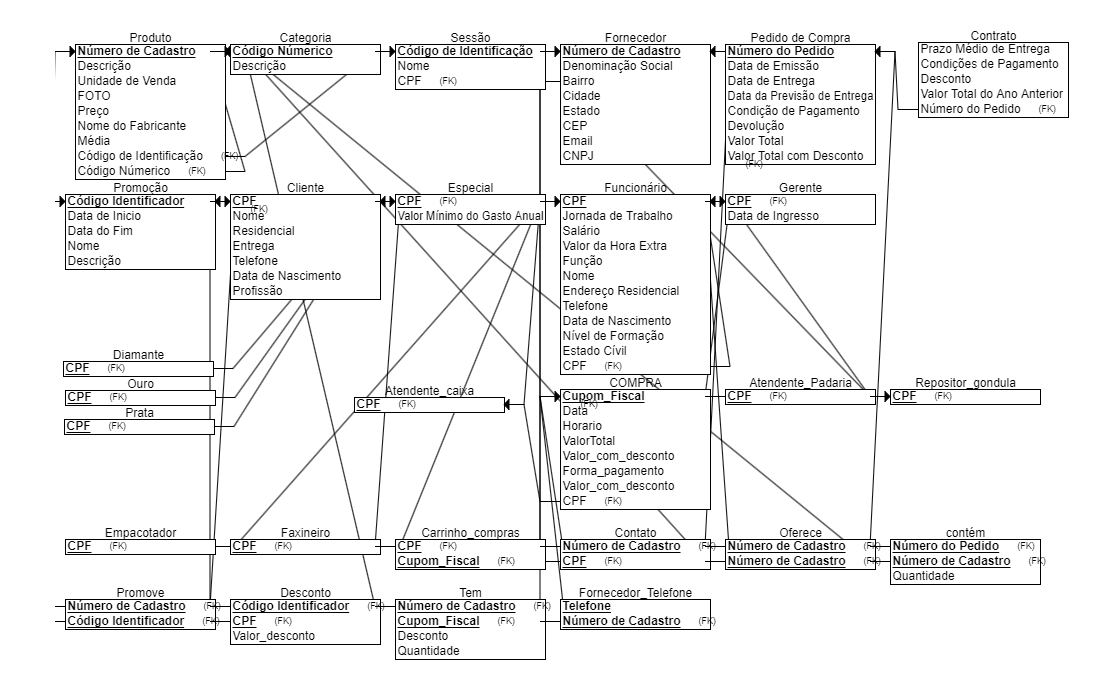 Produto
Número de Cadastro
Descrição
Unidade de Venda
FOTO
Preço
Nome do Fabricante
Média
Código de Identificação (FK)
Código Númerico (FK)
Categoria
Código Numérico
Descrição
Sessão
Código de Identificação
Nome
CPF (FK)
Fornecedor
Número de Cadastro
Denominação Social
Bairro
Cidade
Estado
CEP
Email
CNPJ
Pedido de Compra
Número do Pedido
Data de Emissão
Data de Entrega
Data da Previsão de Entrega
Condição de Pagamento
Devolução
Valor Total
Valor Total com Desconto
(FK)
Contrato
Prazo Médio de Entrega
Condições de Pagamento
Desconto
Valor Total do Ano Anterior
Número do Pedido (FK)
Promoção
Código Identificador
Data de Inicio
Data do Fim
Nome
Descrição
Cliente
CPF
(FK)
Nome
Residencial
Entrega
Telefone
Data de Nascimento
Profissão
Especial
CPF (FK)
Valor Mínimo do Gasto Anual
Funcionário
CPF
Jornada de Trabalho
Salário
Valor da Hora Extra
Função
Nome
Endereço Residencial
Telefone
Data de Nascimento
Nível de Formação
Estado Cívil
CPF (FK)
Gerente
CPF (FK)
Data de Ingresso
Diamante
CPF (FK)
Ouro
CPF (FK)
Prata
CPF (FK)
Atendente_caixa
CPF (FK)
COMPRA
Cupom_Fiscal
(FK)
Data
Horario
ValorTotal
Valor_com_desconto
Forma_pagamento
Valor_com_desconto
CPF (FK)
Atendente_Padaria
CPF (FK)
Repositor_gondula
CPF (FK)
Empacotador
CPF (FK)
Faxineiro
CPF (FK)
Carrinho_compras
CPF (FK)
Cupom_Fiscal (FK)
Contato
Número de Cadastro (FK)
CPF (FK)
Oferece
Número de Cadastro (FK)
Número de Cadastro (FK)
contém
Número do Pedido (FK)
Número de Cadastro (FK)
Quantidade
Promove
Número de Cadastro (FK)
Código Identificador (FK)
Desconto
Código Identificador (FK)
CPF (FK)
Valor_desconto
Tem
Número de Cadastro (FK)
Cupom_Fiscal (FK)
Desconto
Quantidade
Fornecedor_Telefone
Telefone
Número de Cadastro (FK)